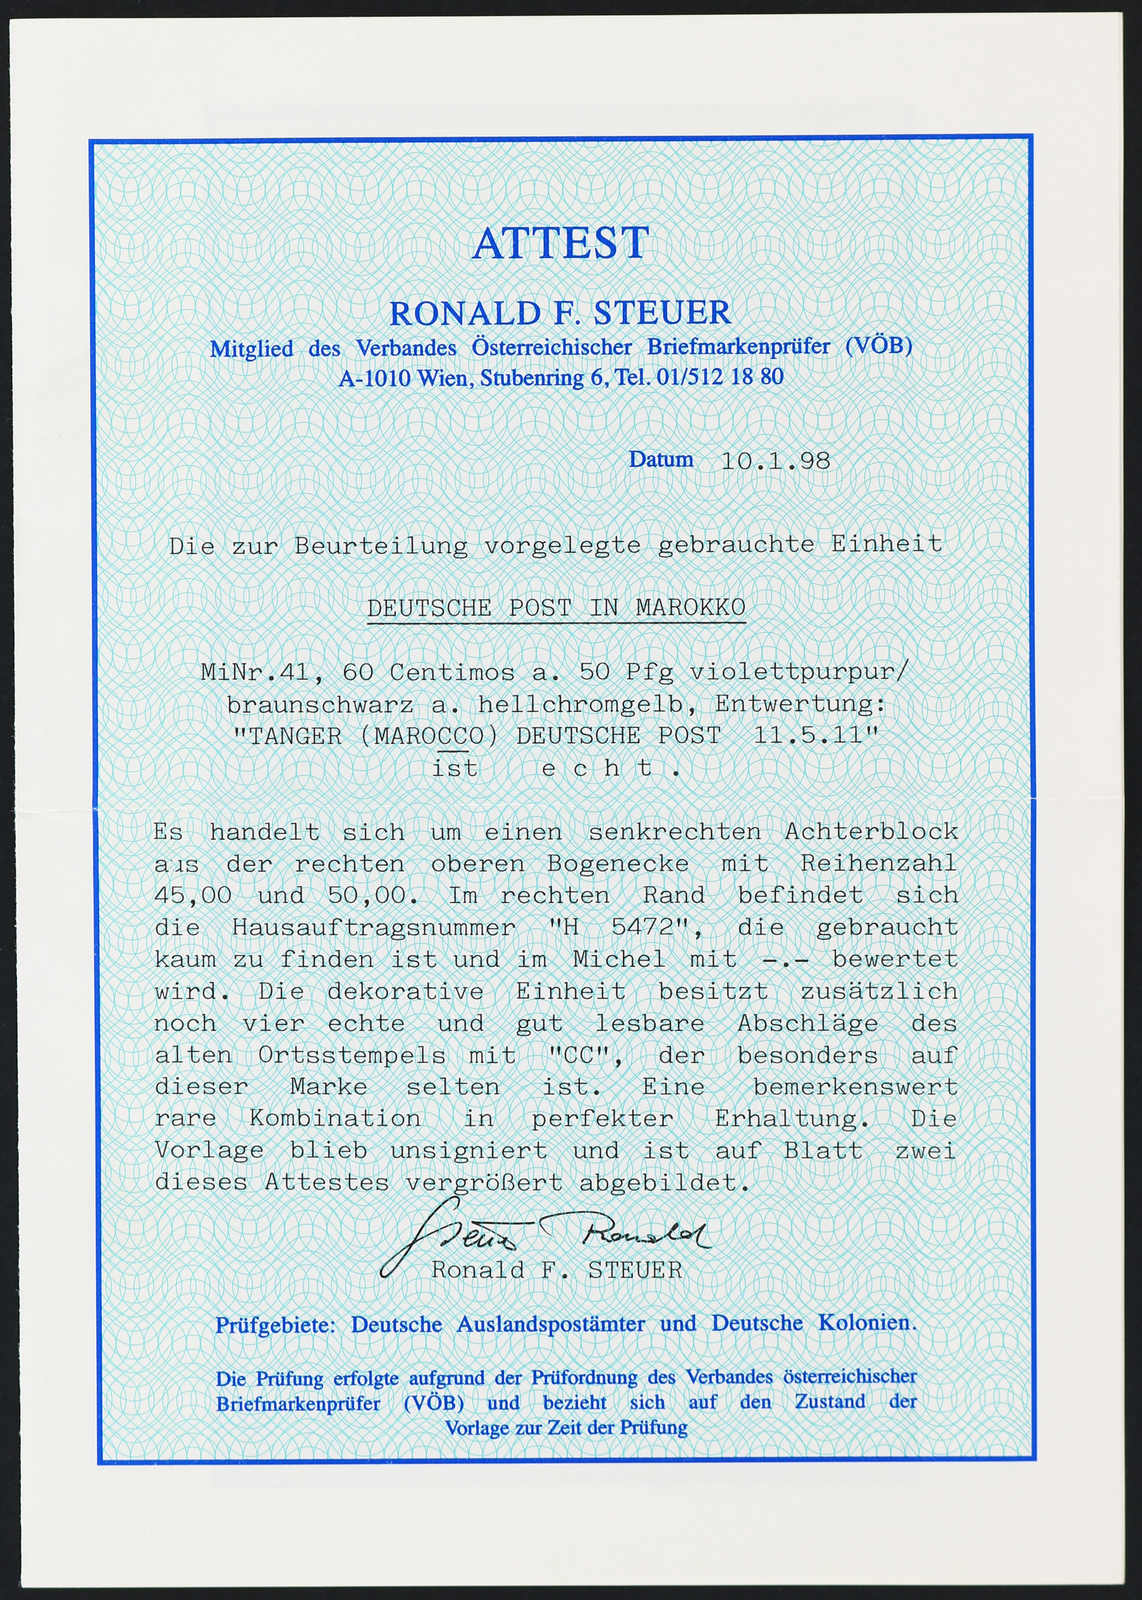 ATTEST
RONALD F. STEUER
Mitglied des Verbandes Österreichischer Briefmarkenprüfer (VÖB)
A-1010 Wien, Stubenring 6, Tel. 01/512 18 80
Datum 10.1.98
Die zur Beurteilung vorgelegte gebrauchte Einheit
DEUTSCHE POST IN MAROKKO
MiNr.41, 60 Centimos a. 50 Pfg violettpurpur/
braunschwarz a. hellchromgelb, Entwertung:
"TANGER (MAROCCO) DEUTSCHE POST 11.5.11"
ist e c h t .
Es handelt sich um einen senkrechten Achterblock
aus der rechten oberen Bogenecke mit Reihenzahl
45,00 und 50,00. Im rechten Rand befindet sich
die Hausauftragsnummer "H 5472", die gebraucht
kaum zu finden ist und im Michel mit -.- bewertet
wird. Die dekorative Einheit besitzt zusätzlich
noch vier echte und gut lesbare Abschläge des
alten Ortsstempels mit "CC", der besonders auf
dieser Marke selten ist. Eine bemerkenswert
rare Kombination in perfekter Erhaltung. Die
Vorlage blieb unsigniert und ist auf Blatt zwei
dieses Attestes vergrößert abgebildet.
Steuer Ronald
Ronald F. STEUER
Prüfgebiete: Deutsche Auslandspostämter und Deutsche Kolonien.
Die Prüfung erfolgte aufgrund der Prüfordnung des Verbandes österreichischer
Briefmarkenprüfer (VÖB) und bezieht sich auf den Zustand der
Vorlage zur Zeit der Prüfung